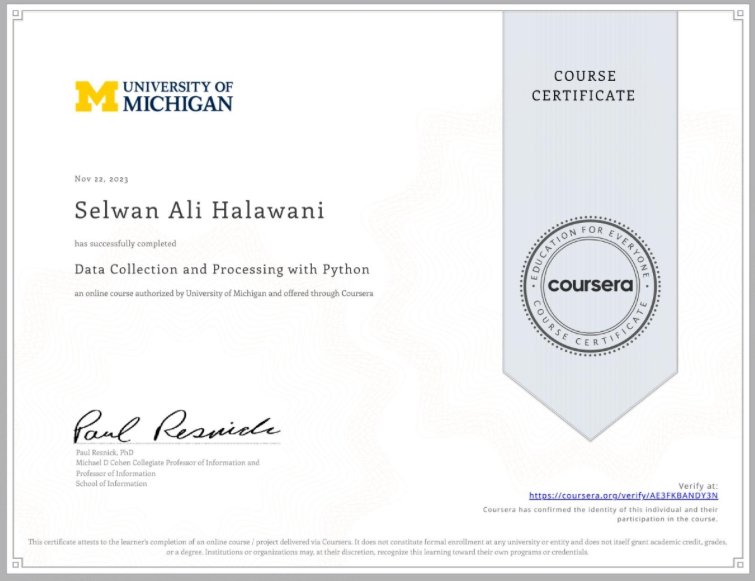 UNIVERSITY OF
MICHIGAN
COURSE
CERTIFICATE
Nov 22, 2023
Selwan Ali Halawani
has successfully completed
Data Collection and Processing with Python
an online course authorized by University of Michigan and offered through Coursera
EDUCATION FOR EVERYONE
coursera
COURSE CERTIFICATE
Paul Resnick
Paul Resnick, PhD
Michael D Cohen Collegiate Professor of Information and
Professor of Information
School of Information
Verify at:
https://coursera.org/verify/AE3FKBANDY3N
Coursera has confirmed the identity of this individual and their
participation in the course.
This certificate attests to the learner's completion of an online course / project delivered via Coursera. It does not constitute formal enrollment at any university or entity and does not itself grant academic credit, grades,
or a degree. Institutions or organizations may, at their discretion, recognize this learning toward their own programs or credentials.